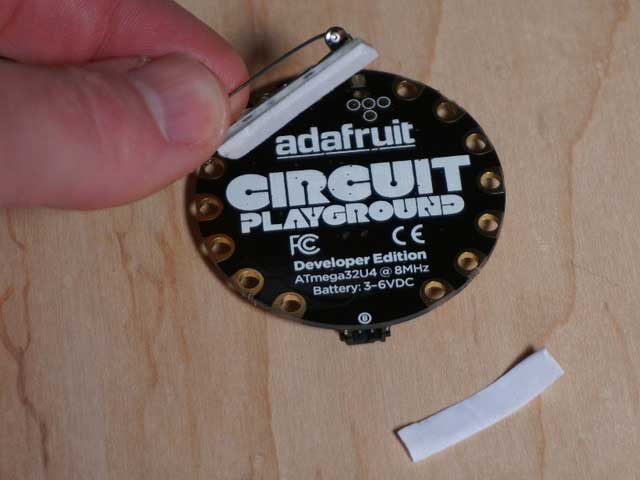 adafruit
CIRCUIT
PLAYGROUND
FC CE
Developer Edition
ATmega32U4 @ 8MHz
Battery: 3-6VDC